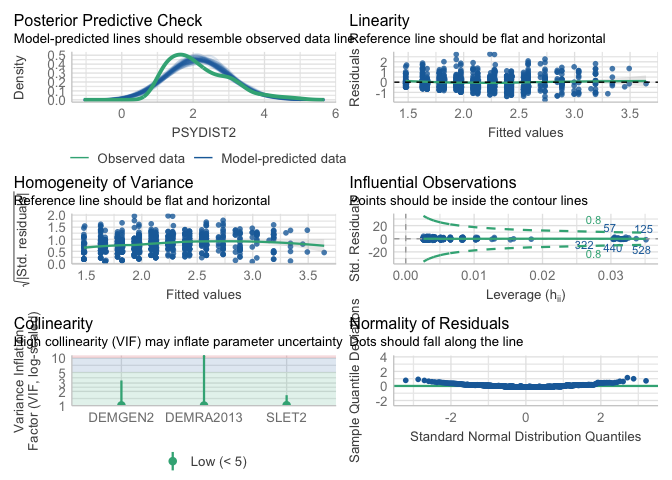 Posterior Predictive Check
Model-predicted lines should resemble observed data line
Density
0.5
0.4
0.3
0.2
0.1
0.0
0
2
4
6
PSYDIST2
Observed data
Model-predicted data
Linearity
Reference line should be flat and horizontal
Residuals
2
1
0
-1
1.5
2.0
2.5
3.0
3.5
Fitted values
Homogeneity of Variance
Reference line should be flat and horizontal
√|Std. residuals|
2.0
1.5
1.0
0.5
0.0
1.5
2.0
2.5
3.0
3.5
Fitted values
Influential Observations
Points should be inside the contour lines
Std. Residuals
20
0
-20
0.8
57
125
322
440
528
0.8
0.00
0.01
0.02
0.03
Leverage (hii)
Collinearity
High collinearity (VIF) may inflate parameter uncertainty
Variance Inflation
Factor (VIF, log-scaled)
10
5
3
2
1
DEMGEN2
DEMRA2013
SLET2
Low (< 5)
Normality of Residuals
Dots should fall along the line
Sample Quantile Deviations
4
2
0
-2
-2
0
2
Standard Normal Distribution Quantiles